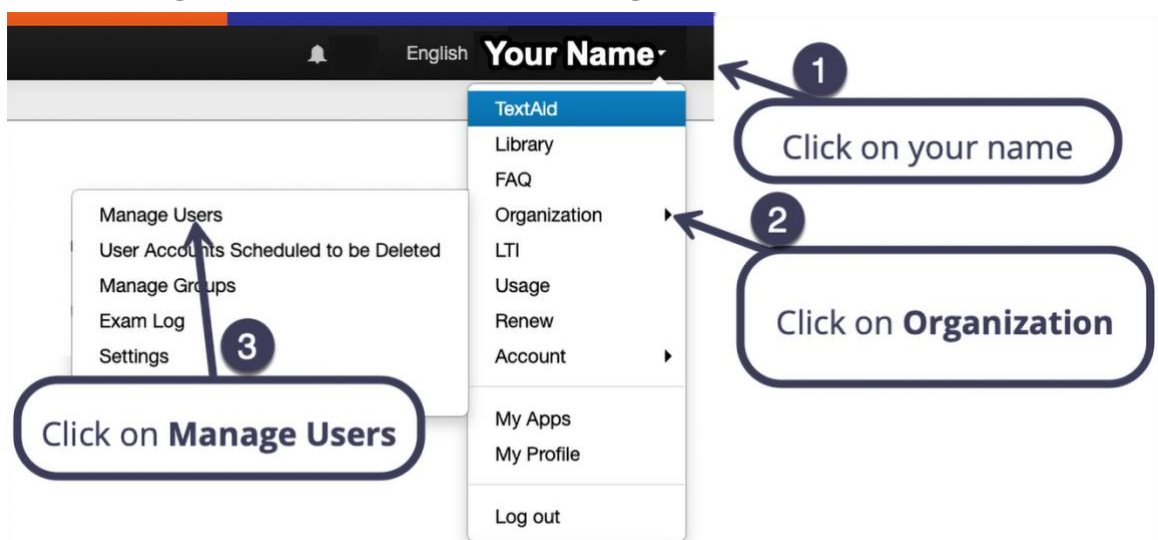 English Your Name
1
Click on your name
TextAid
Library
FAQ
Organization
LTI
Usage
Renew
Account
My Apps
My Profile
Log out
2
Click on Organization
Manage Users
User Accounts Scheduled to be Deleted
Manage Groups
Exam Log
Settings
3
Click on Manage Users